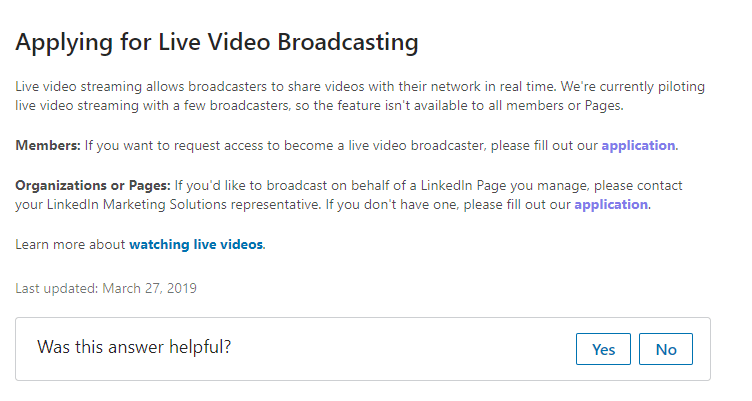 Applying for Live Video Broadcasting
Live video streaming allows broadcasters to share videos with their network in real time. We're currently piloting
live video streaming with a few broadcasters, so the feature isn't available to all members or Pages.
Members: If you want to request access to become a live video broadcaster, please fill out our application.
Organizations or Pages: If you'd like to broadcast on behalf of a LinkedIn Page you manage, please contact
your LinkedIn Marketing Solutions representative. If you don't have one, please fill out our application.
Learn more about watching live videos.
Last updated: March 27, 2019
Was this answer helpful? Yes No